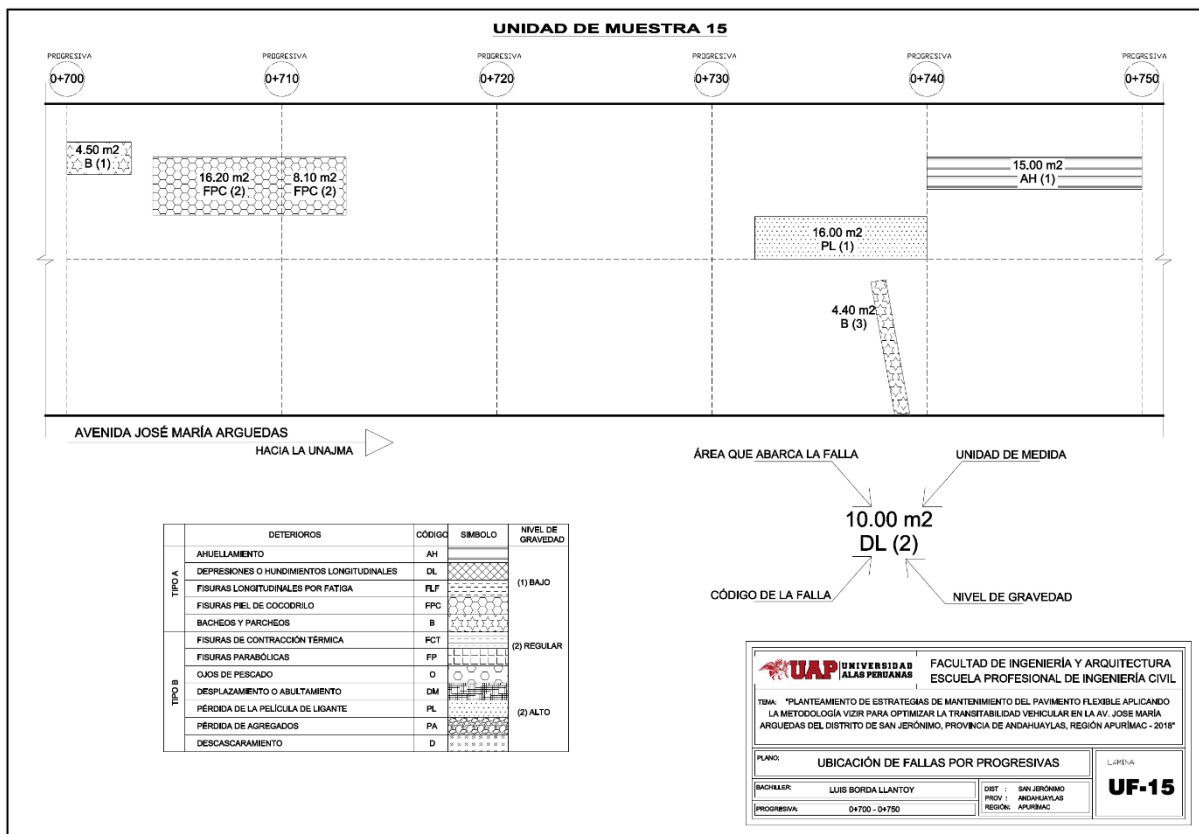 UNIDAD DE MUESTRA 15
PROGRESIVA PROGRESIVA PROGRESIVA PROGRESIVA PROGRESIVA PROGRESIVA
0+700 0+710 0+720 0+730 0+740 0+750
4.50 m2
B (1)
16.20 m2
FPC (2)
8.10 m2
FPC (2)
15.00 m2
AH (1)
16.00 m2
PL (1)
4.40 m2
B (3)
AVENIDA JOSÉ MARÍA ARGUEDAS
HACIA LA UNAJMA
ÁREA QUE ABARCA LA FALLA
UNIDAD DE MEDIDA
10.00 m2
DL (2)
CÓDIGO DE LA FALLA
NIVEL DE GRAVEDAD
DETERIOROS CÓDIGO SIMBOLO NIVEL DE GRAVEDAD
TIPO A
AHUELLAMIENTO AH
DEPRESIONES O HUNDIMIENTOS LONGITUDINALES DL
(1) BAJO
FISURAS LONGITUDINALES POR FATIGA FLF
FISURAS PIEL DE COCODRILO FPC
BACHEOS Y PARCHEOS B
TIPO B
FISURAS DE CONTRACCIÓN TÉRMICA FCT
(2) REGULAR
FISURAS PARABÓLICAS FP
OJOS DE PESCADO O
DESPLAZAMIENTO O ABULTAMIENTO DM
PÉRDIDA DE LA PELÍCULA DE LIGANTE PL
(2) ALTO
PÉRDIDA DE AGREGADOS PA
DESCASCARAMIENTO D
UAP UNIVERSIDAD ALAS PERUANAS
FACULTAD DE INGENIERÍA Y ARQUITECTURA
ESCUELA PROFESIONAL DE INGENIERÍA CIVIL
TEMA: "PLANTEAMIENTO DE ESTRATEGIAS DE MANTENIMIENTO DEL PAVIMENTO FLEXIBLE APLICANDO
LA METODOLOGÍA VIZIR PARA OPTIMIZAR LA TRANSITABILIDAD VEHICULAR EN LA AV. JOSE MARÍA
ARGUEDAS DEL DISTRITO DE SAN JERÓNIMO, PROVINCIA DE ANDAHUAYLAS, REGIÓN APURÍMAC - 2018"
PLANO: UBICACIÓN DE FALLAS POR PROGRESIVAS
LAMINA:
UF-15
BACHILLER: LUIS BORDA LLANTOY
PROGRESIVA: 0+700 - 0+750
DIST : SAN JERÓNIMO
PROV : ANDAHUAYLAS
REGIÓN: APURÍMAC